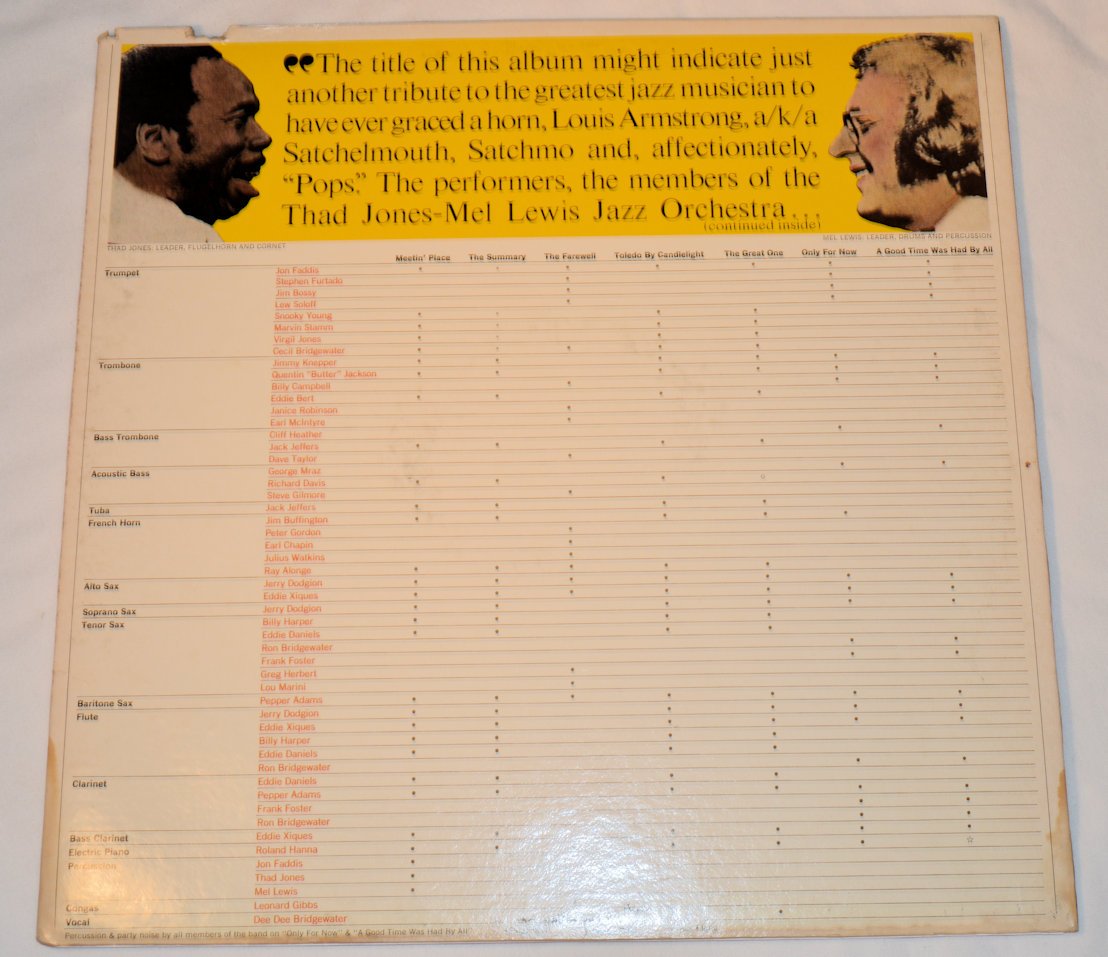 ❟❟The title of this album might indicate just
another tribute to the greatest jazz musician to
have ever graced a horn, Louis Armstrong, a/k/a
Satchelmouth, Satchmo and, affectionately,
“Pops.” The performers, the members of the
Thad Jones-Mel Lewis Jazz Orchestra...
(continued inside)
THAD JONES: LEADER, FLUGELHORN AND CORNET
MEL LEWIS: LEADER, DRUMS AND PERCUSSION
Meetin' Place The Summary The Farewell Toledo By Candlelight The Great One Only For Now A Good Time Was Had By All
Trumpet Jon Faddis
Stephen Furtado
Jim Bossy
Lew Soloff
Snooky Young
Marvin Stamm
Virgil Jones
Cecil Bridgewater
Trombone Jimmy Knepper
Quentin "Butter" Jackson
Billy Campbell
Eddie Bert
Janice Robinson
Earl McIntyre
Bass Trombone Cliff Heather
Jack Jeffers
Dave Taylor
Acoustic Bass George Mraz
Richard Davis
Steve Gilmore
Tuba Jack Jeffers
French Horn Jim Buffington
Peter Gordon
Earl Chapin
Julius Watkins
Ray Alonge
Alto Sax Jerry Dodgion
Eddie Xiques
Soprano Sax Jerry Dodgion
Tenor Sax Billy Harper
Eddie Daniels
Ron Bridgewater
Frank Foster
Greg Herbert
Lou Marini
Baritone Sax Pepper Adams
Flute Jerry Dodgion
Eddie Xiques
Billy Harper
Eddie Daniels
Ron Bridgewater
Clarinet Eddie Daniels
Pepper Adams
Frank Foster
Ron Bridgewater
Bass Clarinet Eddie Xiques
Electric Piano Roland Hanna
Percussion Jon Faddis
Thad Jones
Mel Lewis
Congas Leonard Gibbs
Vocal Dee Dee Bridgewater
Percussion & party noise by all members of the band on "Only For Now" & "A Good Time Was Had By All"